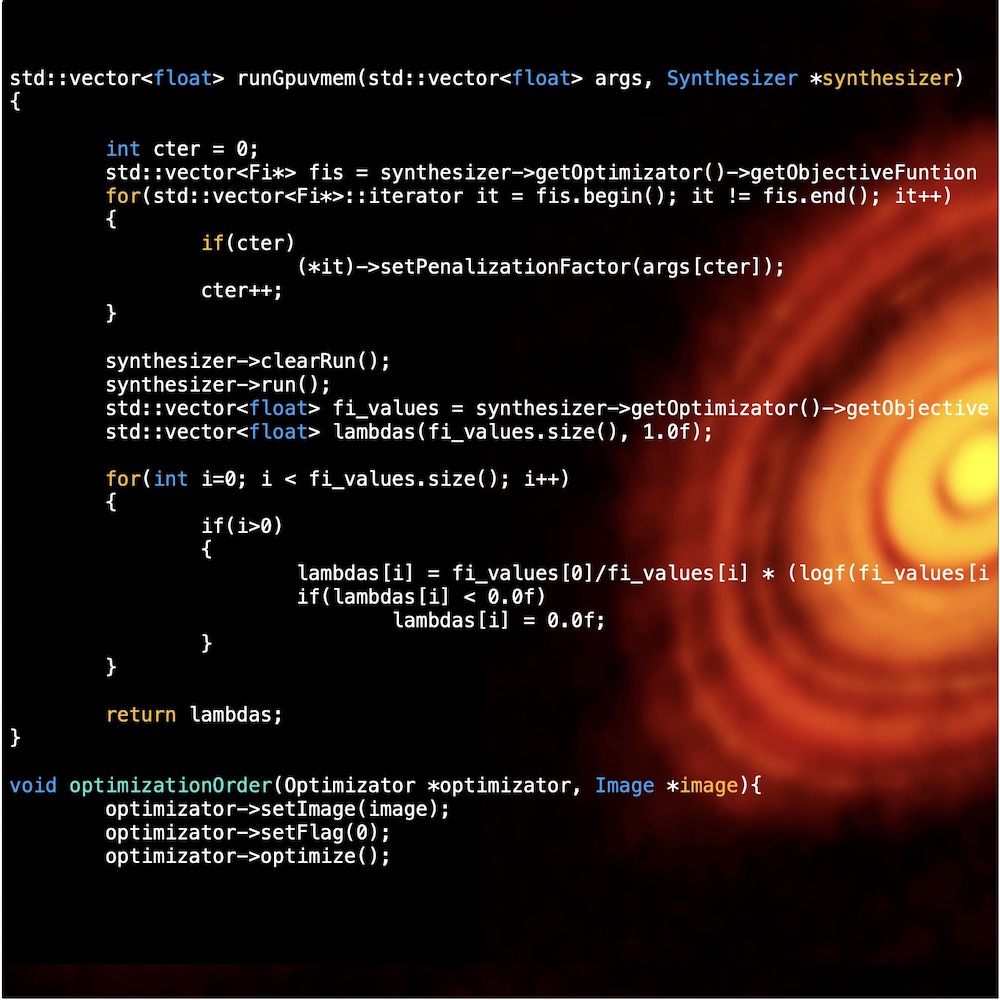 std::vector<float> runGpuvmem(std::vector<float> args, Synthesizer *synthesizer)
{
int cter = 0;
std::vector<Fi*> fis = synthesizer->getOptimizator()->getObjectiveFuntion
for(std::vector<Fi*>::iterator it = fis.begin(); it != fis.end(); it++)
{
if(cter)
(*it)->setPenalizationFactor(args[cter]);
cter++;
}
synthesizer->clearRun();
synthesizer->run();
std::vector<float> fi_values = synthesizer->getOptimizator()->getObjective
std::vector<float> lambdas(fi_values.size(), 1.0f);
for(int i=0; i < fi_values.size(); i++)
{
if(i>0)
{
lambdas[i] = fi_values[0]/fi_values[i] * (logf(fi_values[i
if(lambdas[i] < 0.0f)
lambdas[i] = 0.0f;
}
}
return lambdas;
}
void optimizationOrder(Optimizator *optimizator, Image *image){
optimizator->setImage(image);
optimizator->setFlag(0);
optimizator->optimize();